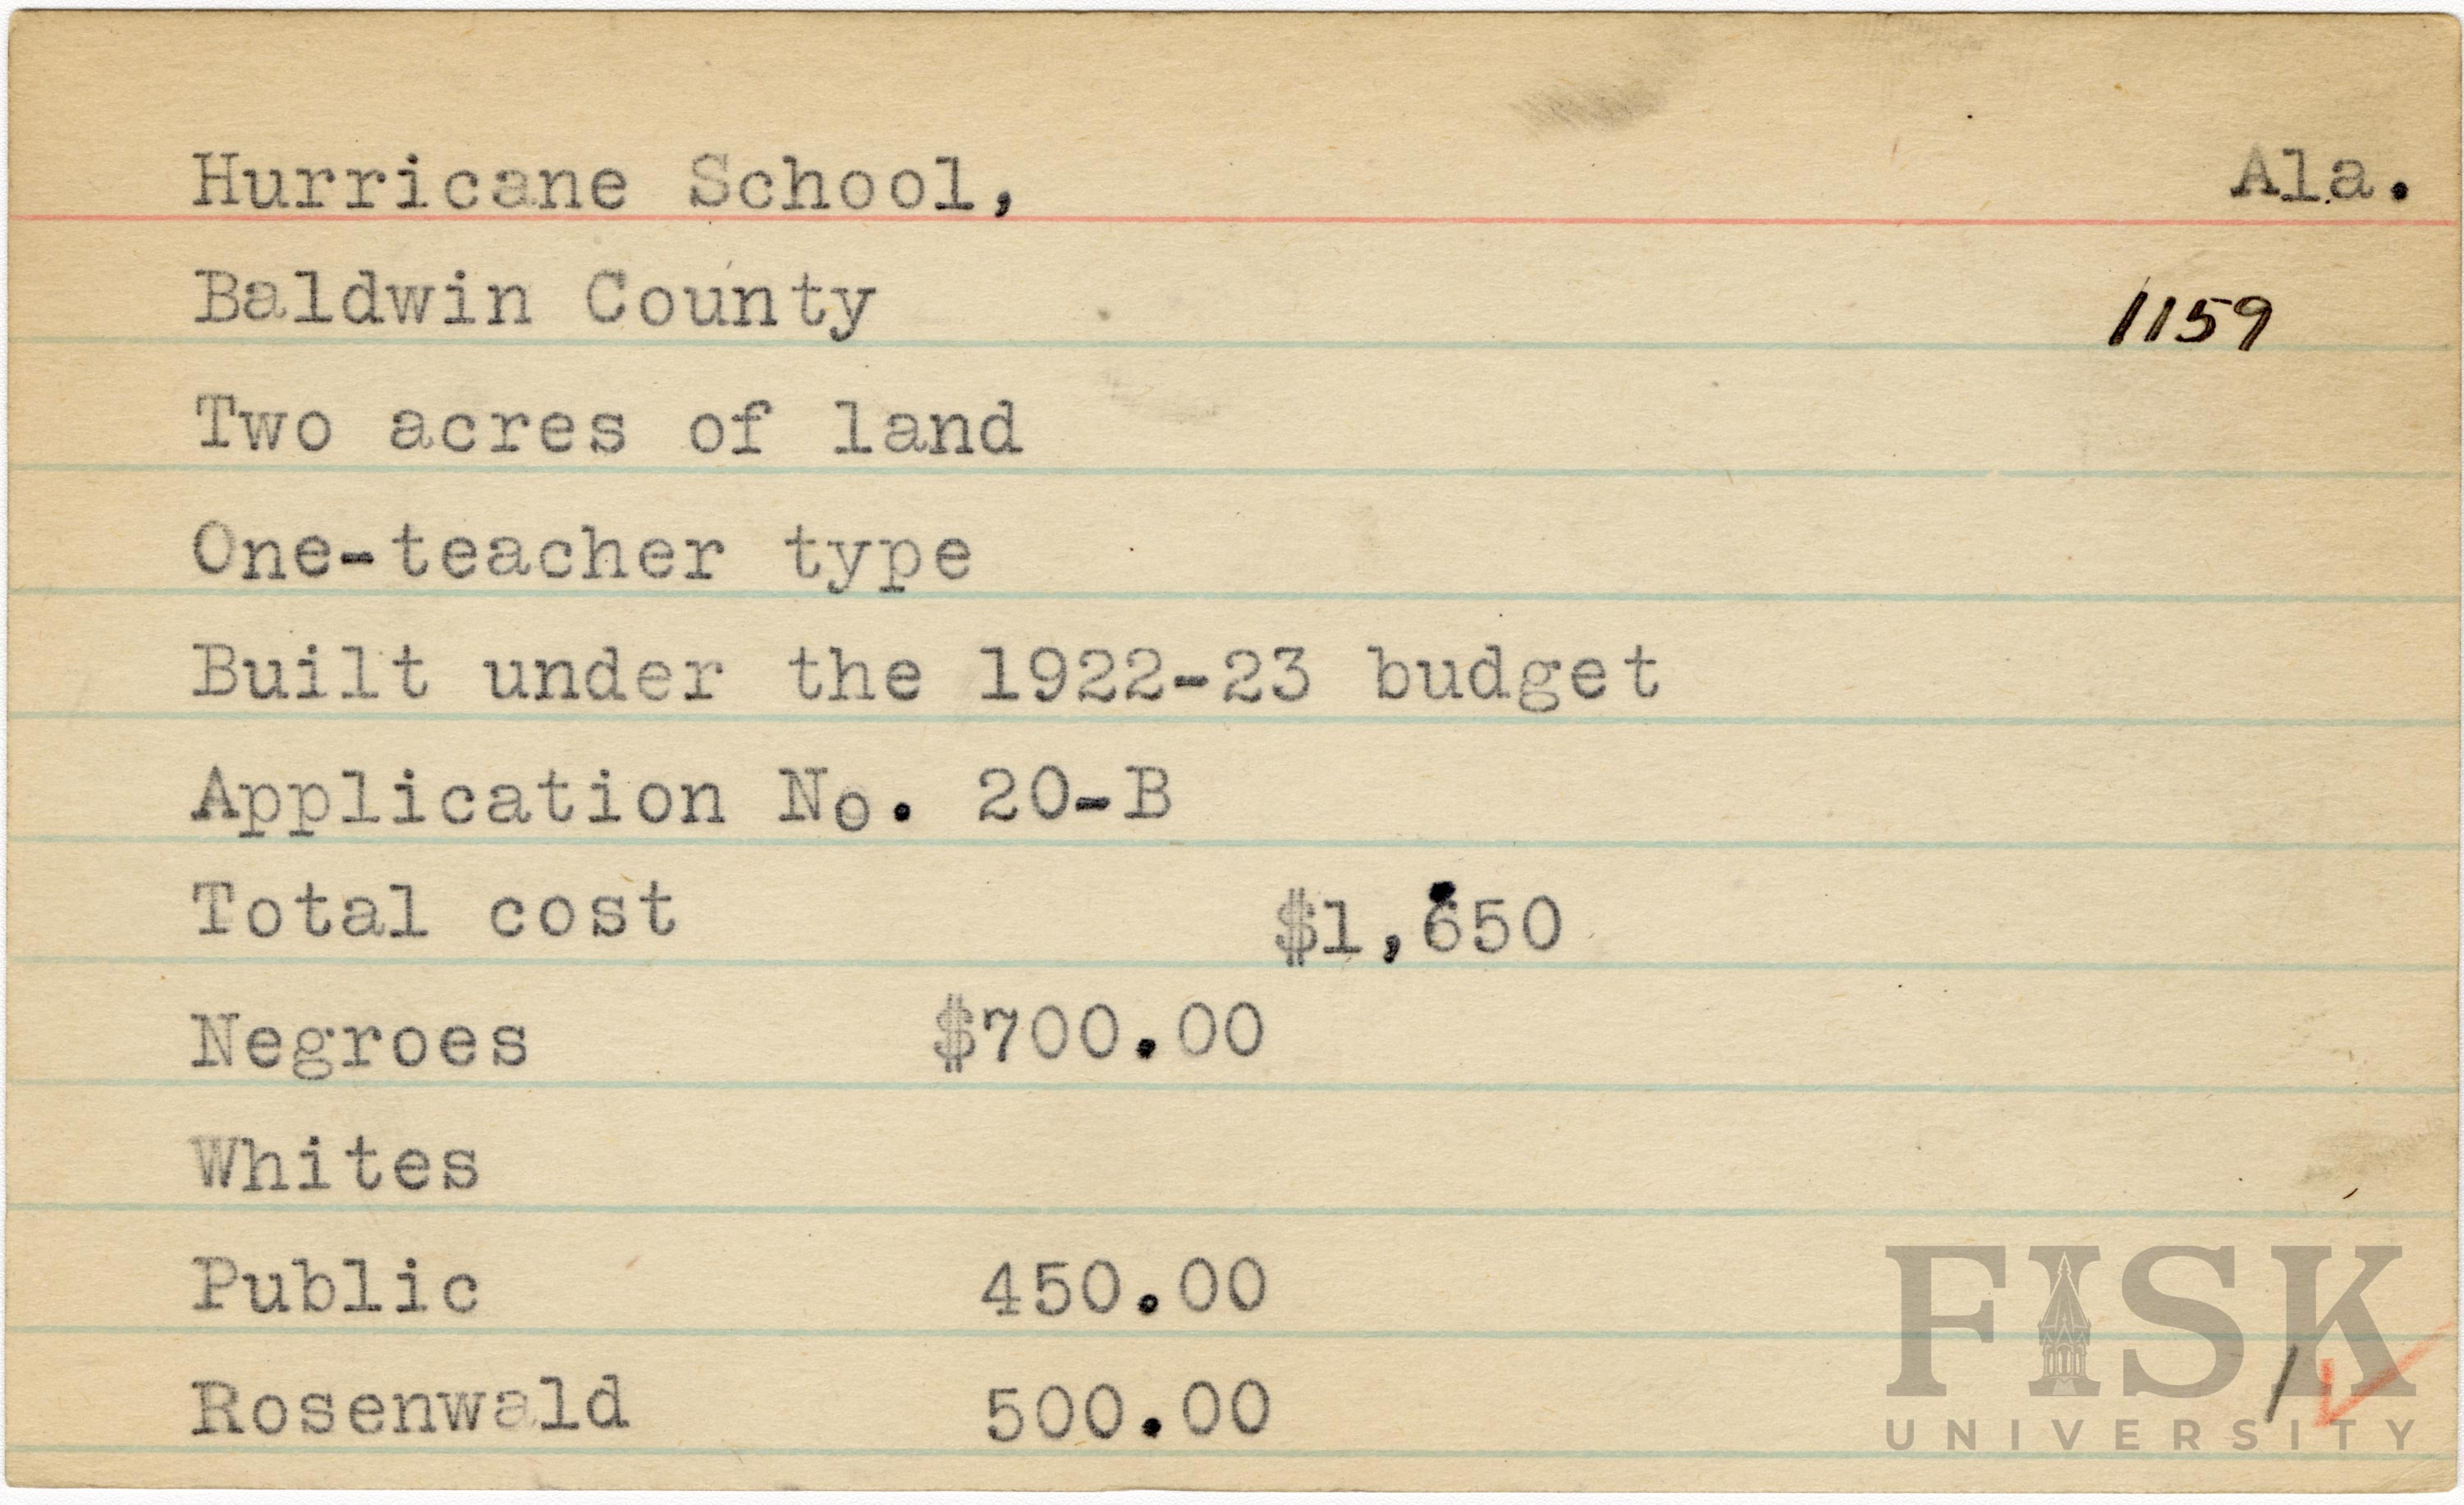 Hurricane School, Ala.
Baldwin County 1159
Two acres of land
One-teacher type
Built under the 1922-23 budget
Application No. 20-B
Total cost $1,650
Negroes $700.00
Whites
Public 450.00
Rosenwald 500.00
FISK
UNIVERSITY